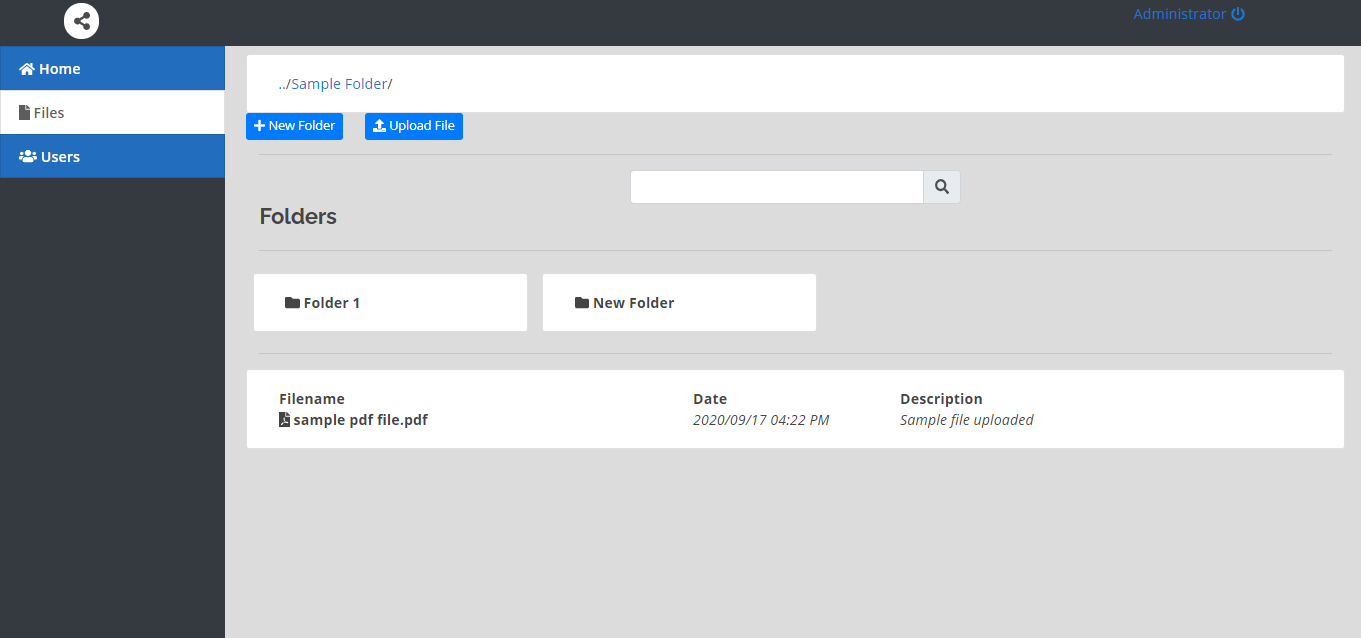 Administrator
Home
Files
Users
../Sample Folder/
New Folder Upload File
Folders
Folder 1 New Folder
Filename Date Description
sample pdf file.pdf 2020/09/17 04:22 PM Sample file uploaded